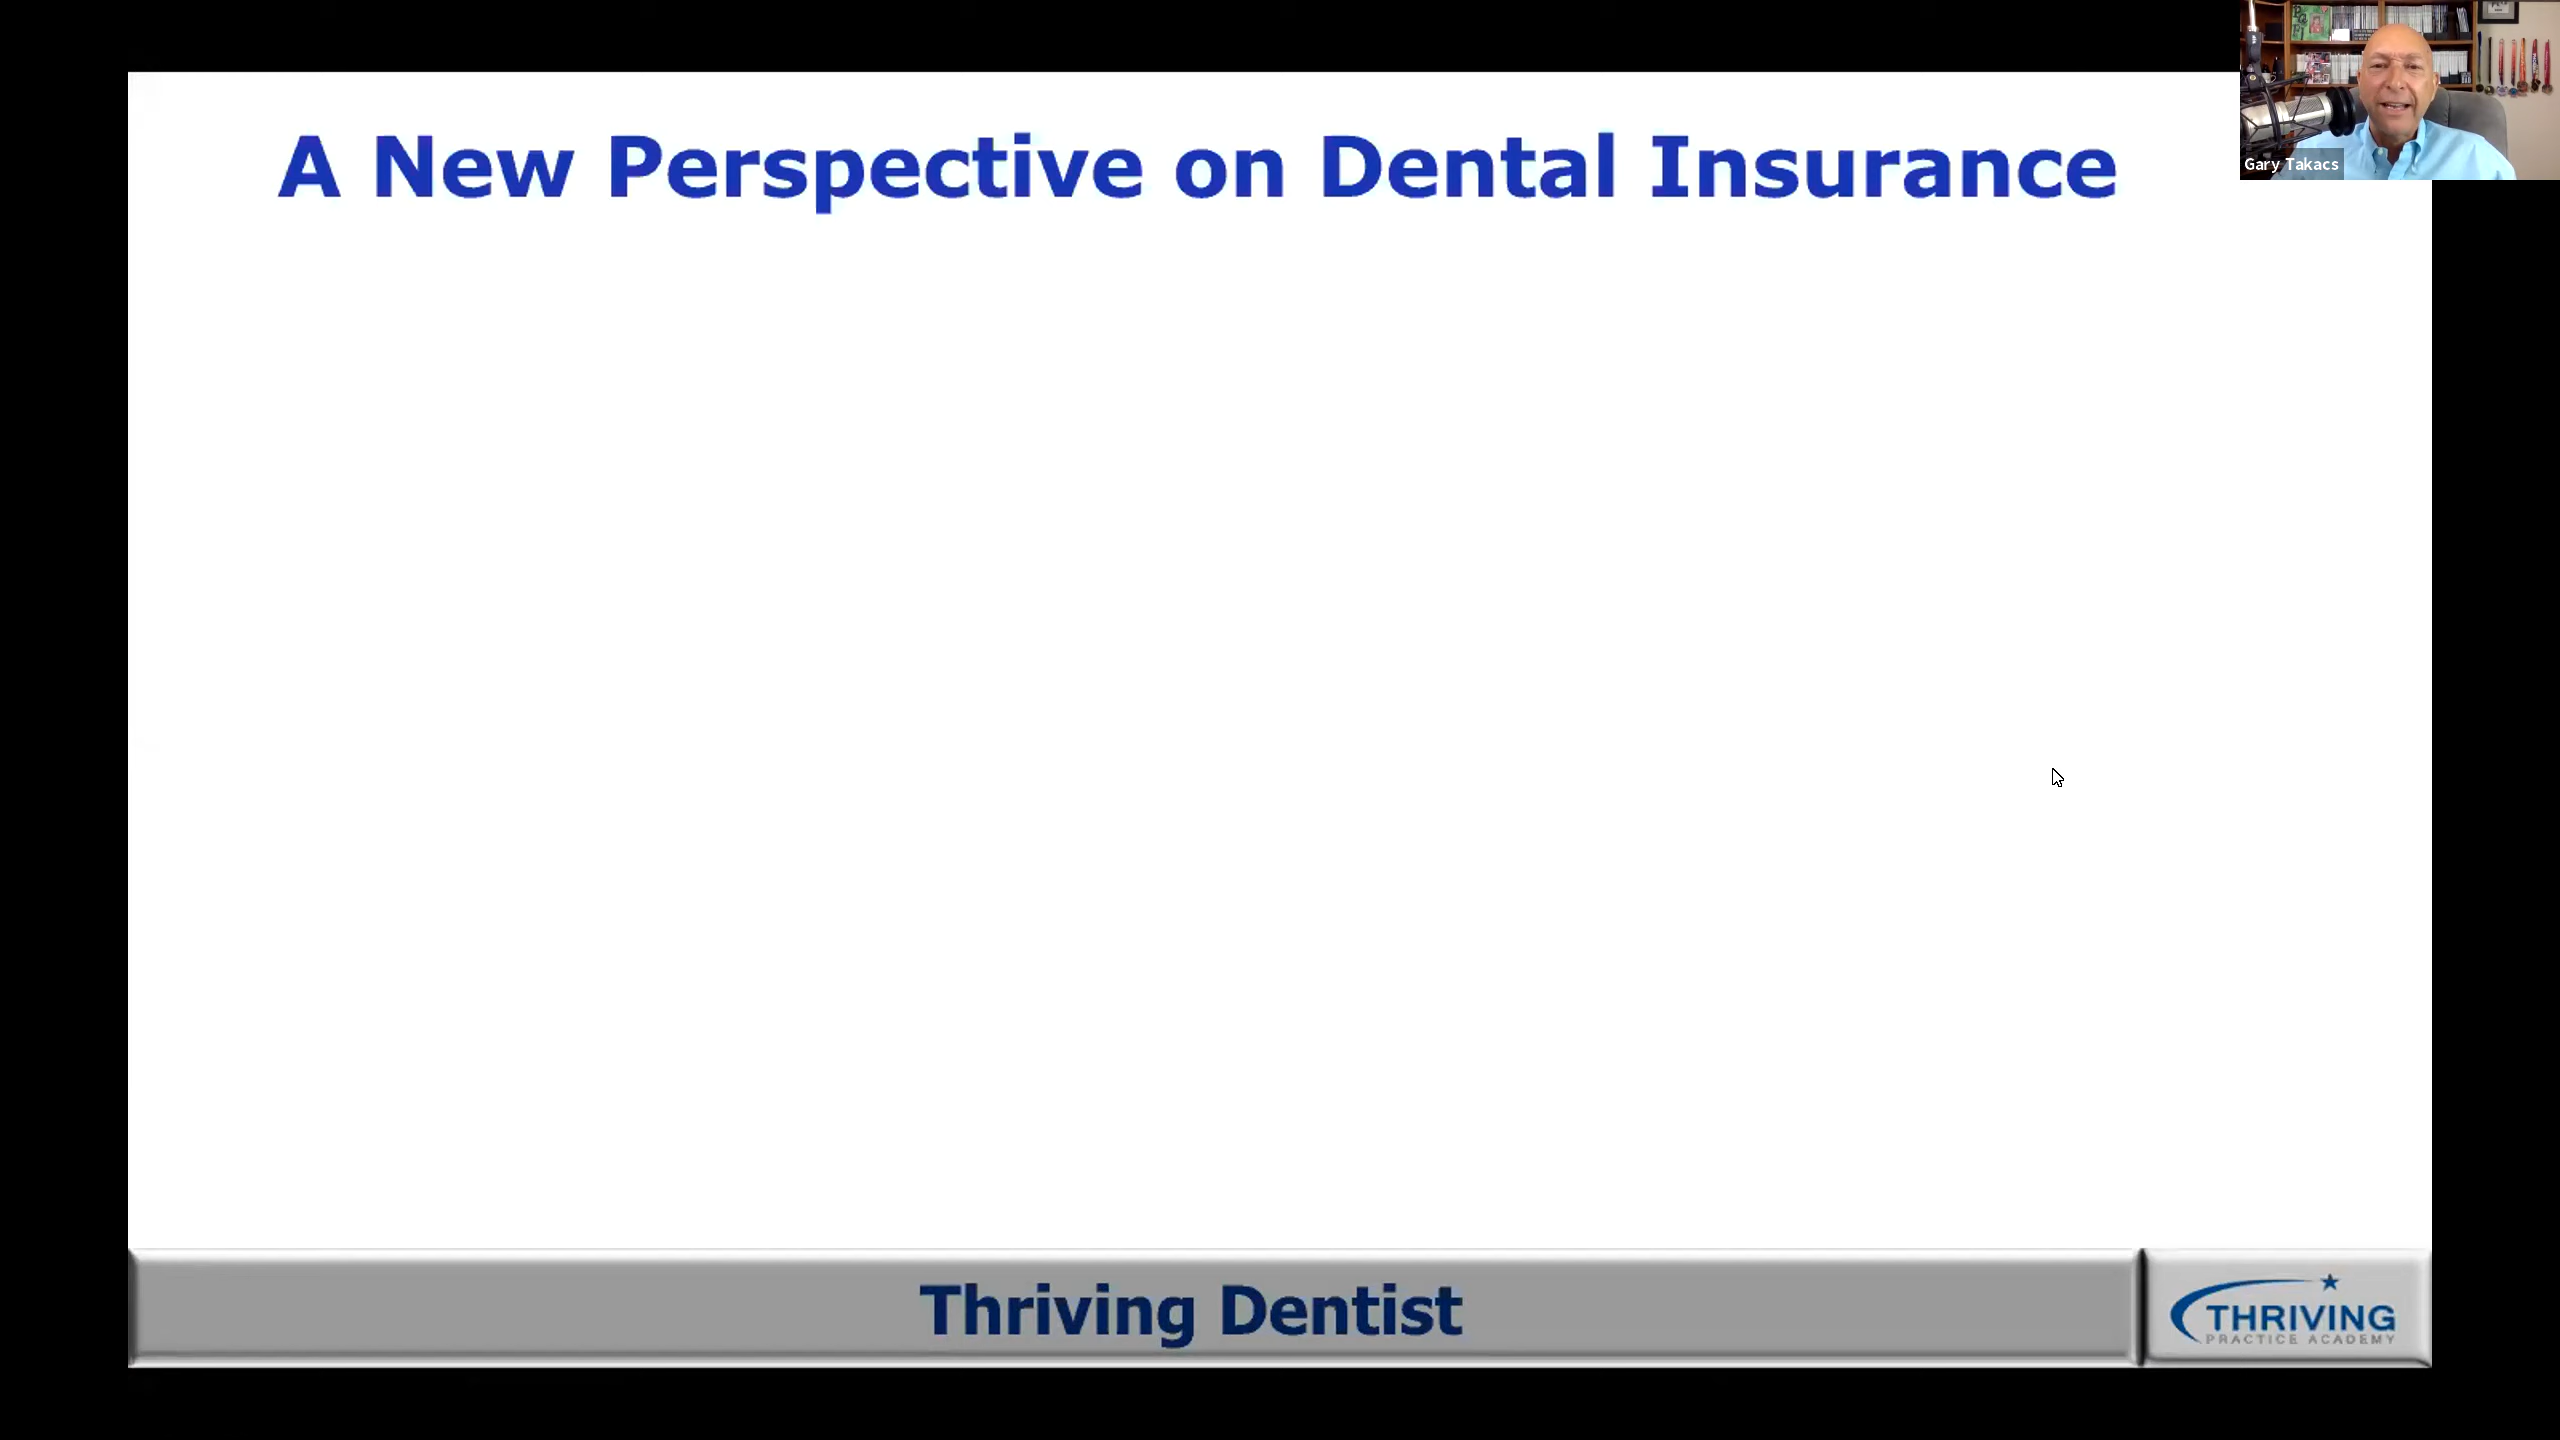 A New Perspective on Dental Insurance
Gary Takacs
Thriving Dentist
THRIVING
PRACTICE ACADEMY